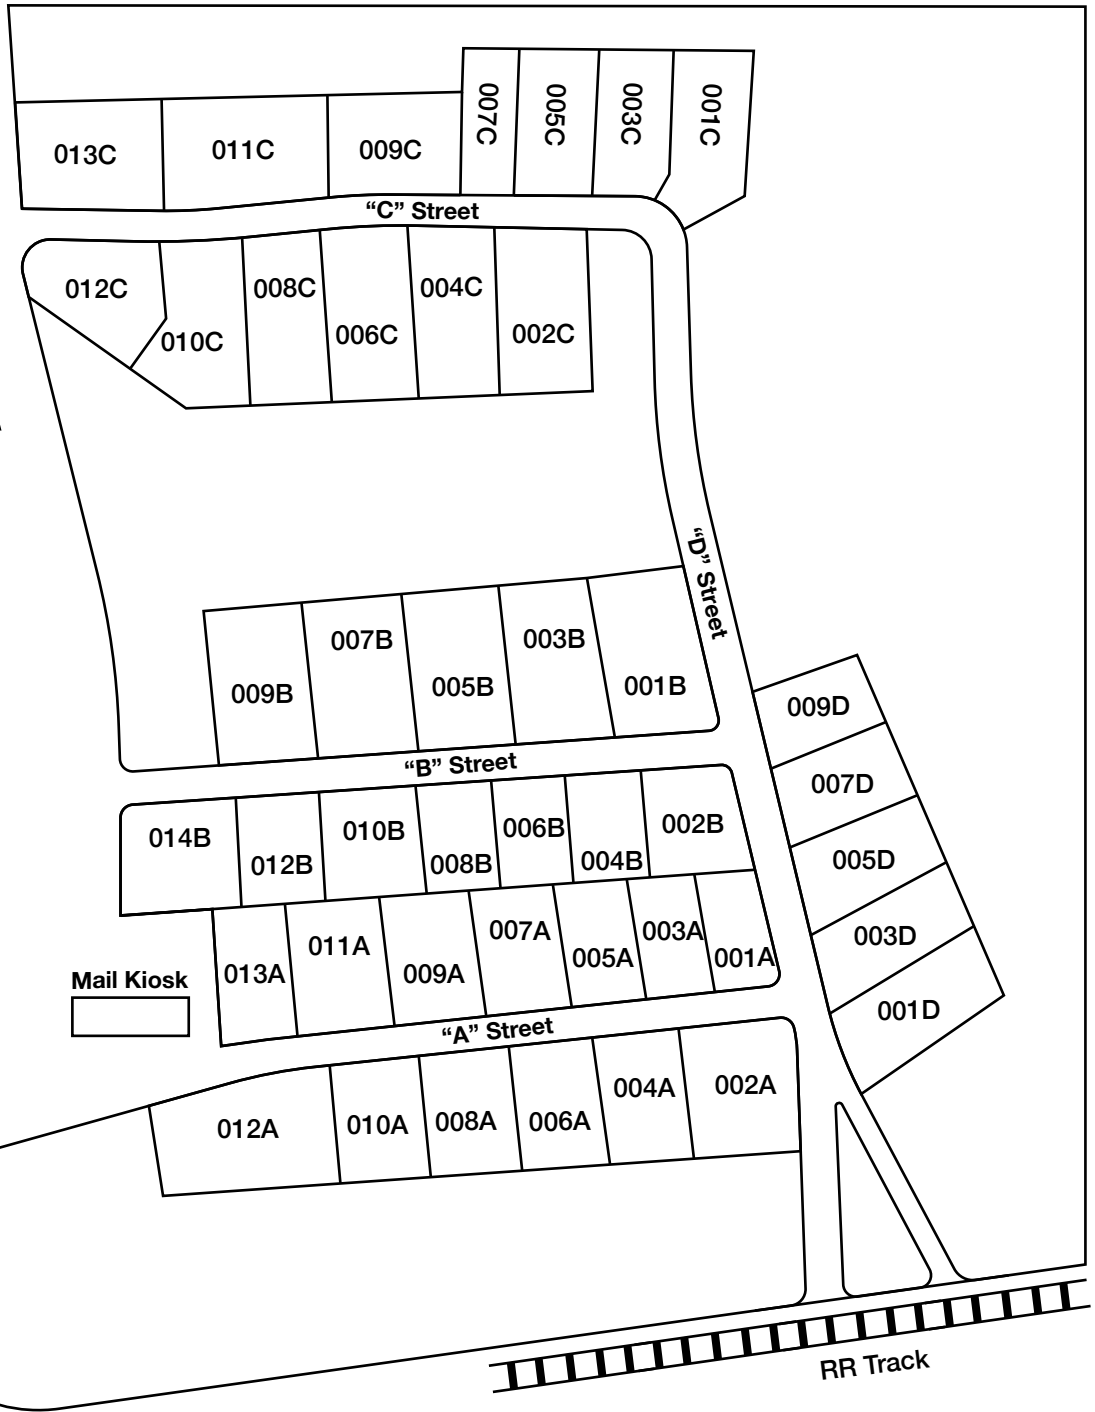 007C
005C
003C
001C
013C
011C
009C
“C” Street
012C
010C
008C
006C
004C
002C
“D” Street
009B
007B
005B
003B
001B
“B” Street
009D
007D
005D
003D
001D
014B
012B
010B
008B
006B
004B
002B
013A
011A
009A
007A
005A
003A
001A
Mail Kiosk
“A” Street
012A
010A
008A
006A
004A
002A
RR Track